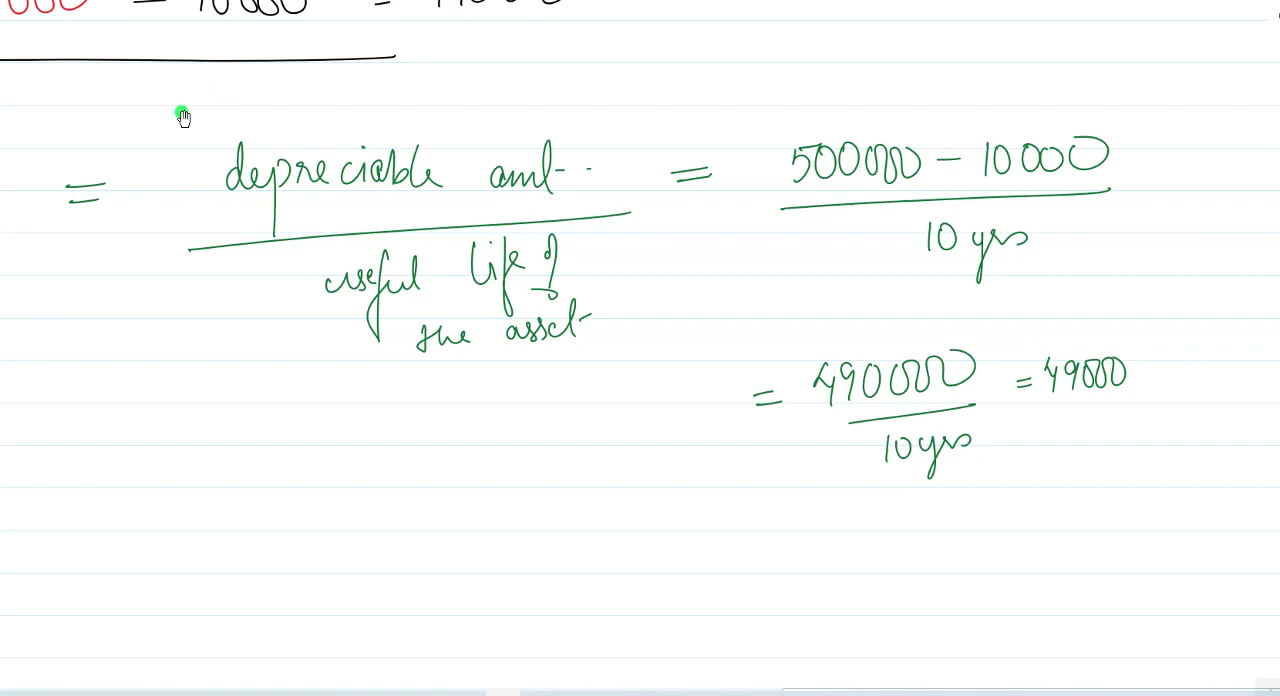 = depreciable amt.. = 500000 - 10000
useful life of 10 yrs
the asset
= 490000 = 49000
10 yrs